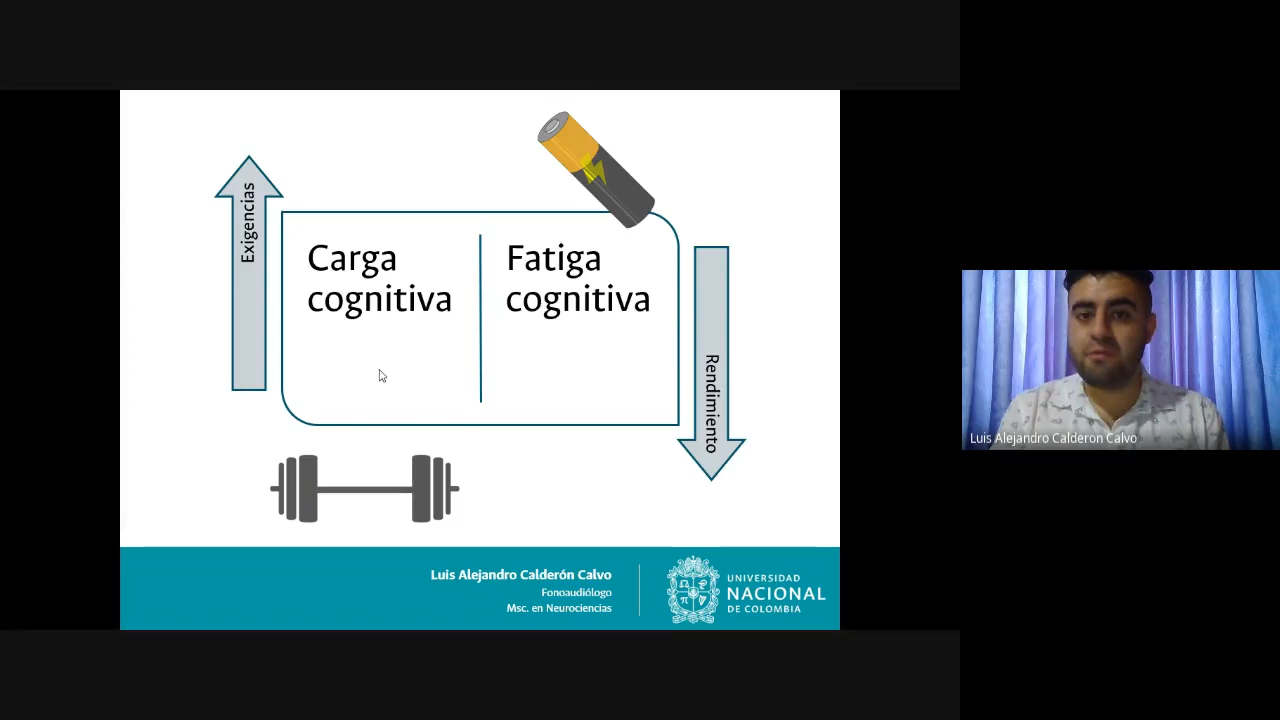 Exigencias
Carga
cognitiva
Fatiga
cognitiva
Rendimiento
Luis Alejandro Calderón Calvo
Fonoaudiólogo
Msc. en Neurociencias
UNIVERSIDAD
NACIONAL
DE COLOMBIA
Luis Alejandro Calderon Calvo